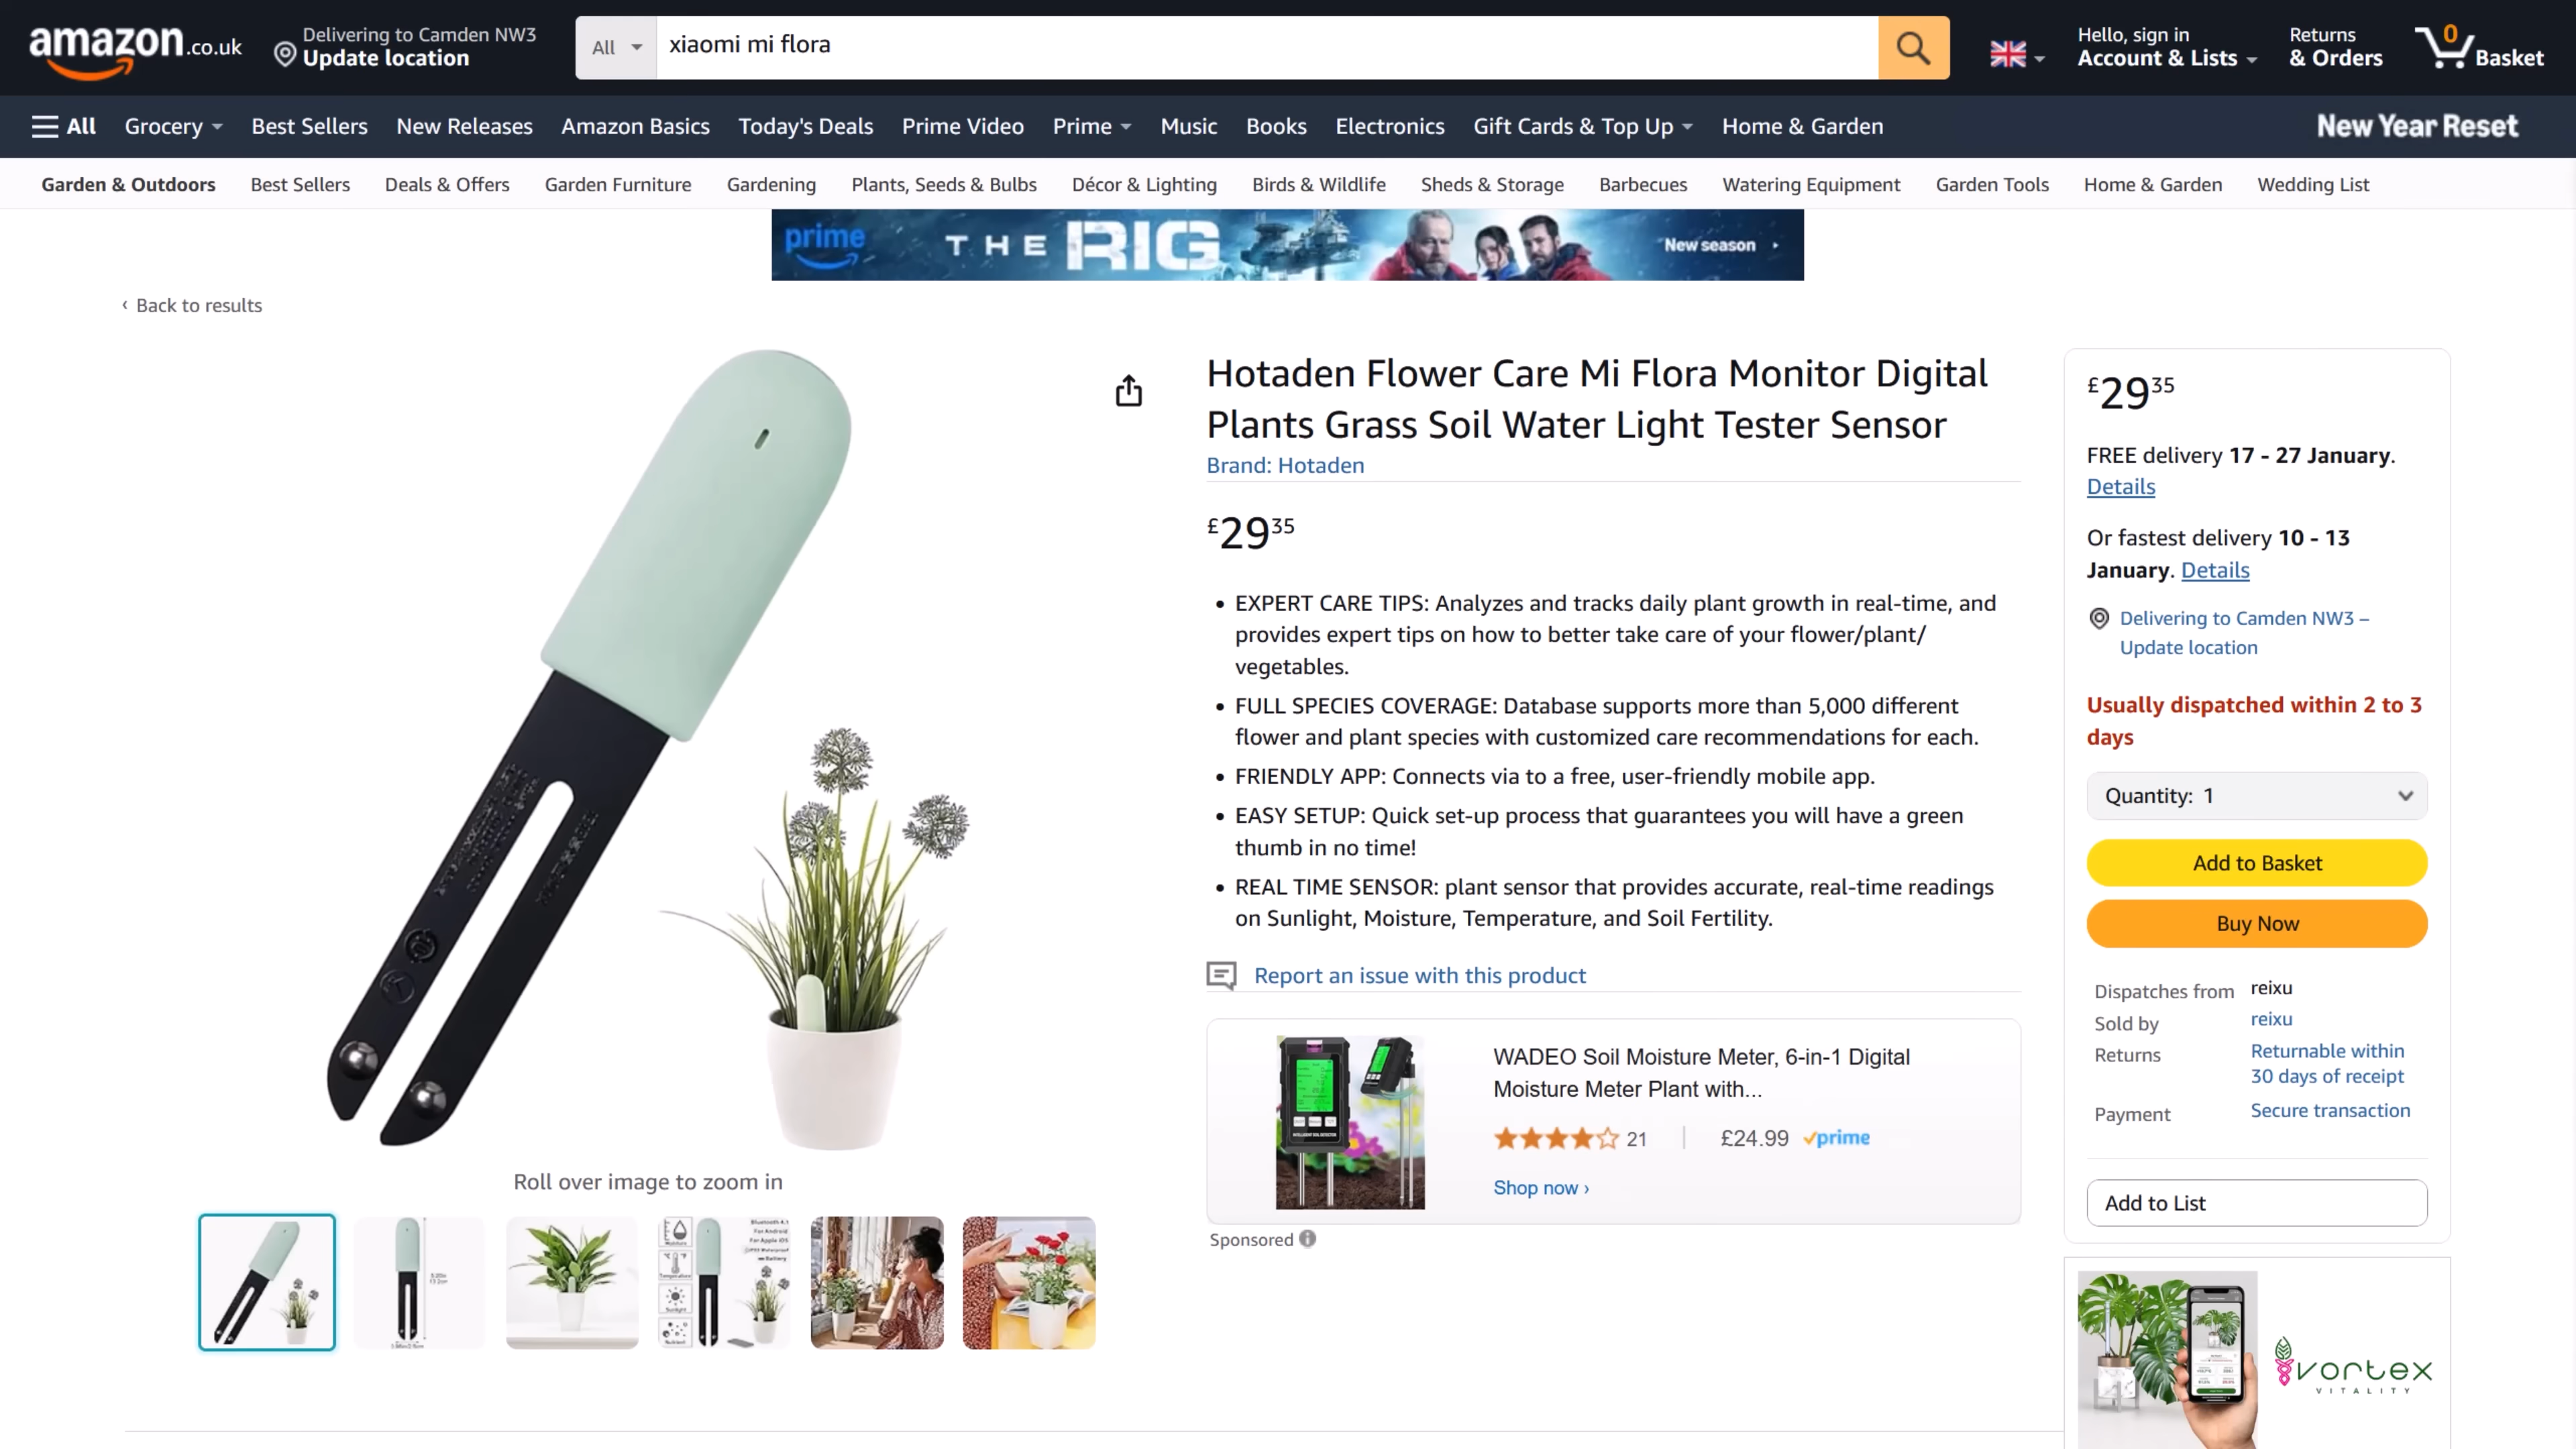 amazon.co.uk
Delivering to Camden NW3
Update location
All
xiaomi mi flora
Hello, sign in
Account & Lists
Returns
& Orders
0
Basket
All
Grocery
Best Sellers
New Releases
Amazon Basics
Today's Deals
Prime Video
Prime
Music
Books
Electronics
Gift Cards & Top Up
Home & Garden
New Year Reset
Garden & Outdoors
Best Sellers
Deals & Offers
Garden Furniture
Gardening
Plants, Seeds & Bulbs
Décor & Lighting
Birds & Wildlife
Sheds & Storage
Barbecues
Watering Equipment
Garden Tools
Home & Garden
Wedding List
prime
THE RIG
New season
‹ Back to results
Hotaden Flower Care Mi Flora Monitor Digital
Plants Grass Soil Water Light Tester Sensor
Brand: Hotaden
£29 35
• EXPERT CARE TIPS: Analyzes and tracks daily plant growth in real-time, and
provides expert tips on how to better take care of your flower/plant/
vegetables.
• FULL SPECIES COVERAGE: Database supports more than 5,000 different
flower and plant species with customized care recommendations for each.
• FRIENDLY APP: Connects via to a free, user-friendly mobile app.
• EASY SETUP: Quick set-up process that guarantees you will have a green
thumb in no time!
• REAL TIME SENSOR: plant sensor that provides accurate, real-time readings
on Sunlight, Moisture, Temperature, and Soil Fertility.
Report an issue with this product
WADEO Soil Moisture Meter, 6-in-1 Digital
Moisture Meter Plant with...
21
£24.99
prime
Shop now ›
Sponsored
Roll over image to zoom in
£29 35
FREE delivery 17 - 27 January.
Details
Or fastest delivery 10 - 13
January. Details
Delivering to Camden NW3 –
Update location
Usually dispatched within 2 to 3
days
Quantity: 1
Add to Basket
Buy Now
Dispatches from reixu
Sold by reixu
Returns Returnable within
30 days of receipt
Payment Secure transaction
Add to List
vortex
VITALITY